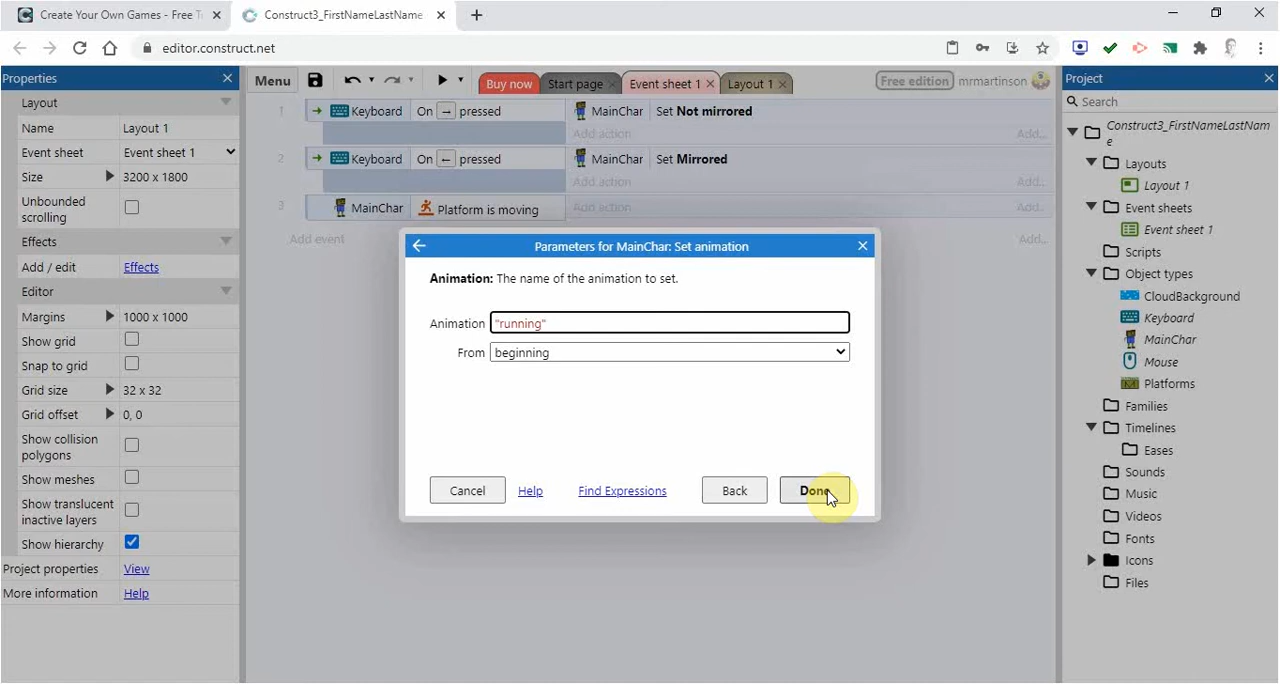 Create Your Own Games - Free T
Construct3_FirstNameLastName
editor.construct.net
Properties
Menu
Buy now
Start page
Event sheet 1
Layout 1
Free edition
mrmartinson
Project
Layout
Name Layout 1
Event sheet Event sheet 1
Size 3200 x 1800
Unbounded
scrolling
Effects
Add / edit Effects
Editor
Margins 1000 x 1000
Show grid
Snap to grid
Grid size 32 x 32
Grid offset 0, 0
Show collision
polygons
Show meshes
Show translucent
inactive layers
Show hierarchy
Project properties View
More information Help
1 Keyboard On → pressed MainChar Set Not mirrored
Add action Add...
2 Keyboard On ← pressed MainChar Set Mirrored
Add action Add...
3 MainChar Platform is moving Add action Add...
Add event Add...
Parameters for MainChar: Set animation
Animation: The name of the animation to set.
Animation "running"
From beginning
Cancel Help Find Expressions Back Done
Search
Construct3_FirstNameLastNam
e
Layouts
Layout 1
Event sheets
Event sheet 1
Scripts
Object types
CloudBackground
Keyboard
MainChar
Mouse
Platforms
Families
Timelines
Eases
Sounds
Music
Videos
Fonts
Icons
Files